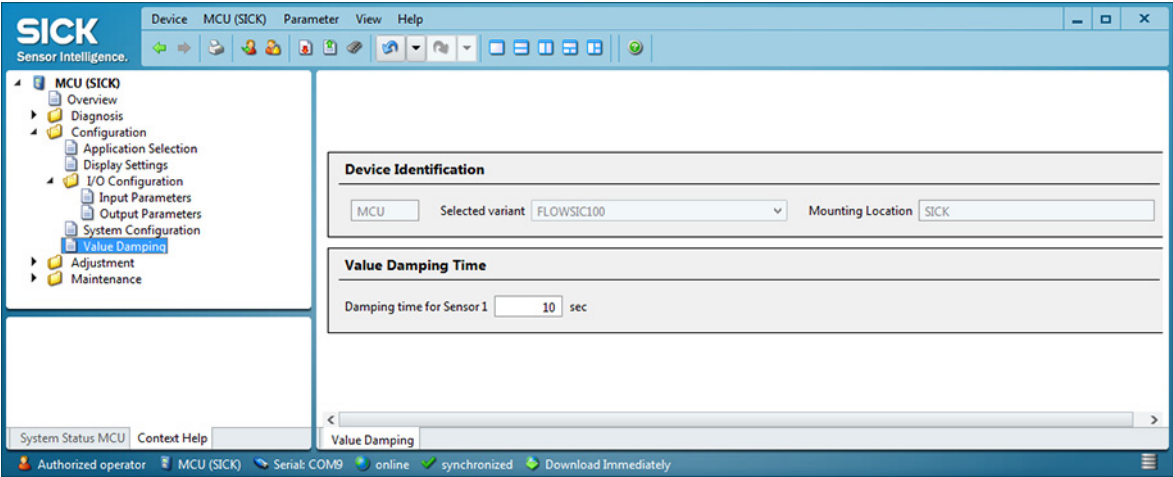 SICK
Sensor Intelligence.
Device MCU (SICK) Parameter View Help
MCU (SICK)
Overview
Diagnosis
Configuration
Application Selection
Display Settings
I/O Configuration
Input Parameters
Output Parameters
System Configuration
Value Damping
Adjustment
Maintenance
System Status MCU Context Help
Device Identification
MCU Selected variant FLOWSIC100 Mounting Location SICK
Value Damping Time
Damping time for Sensor 1 10 sec
Value Damping
Authorized operator MCU (SICK) Serial: COM9 online synchronized Download Immediately